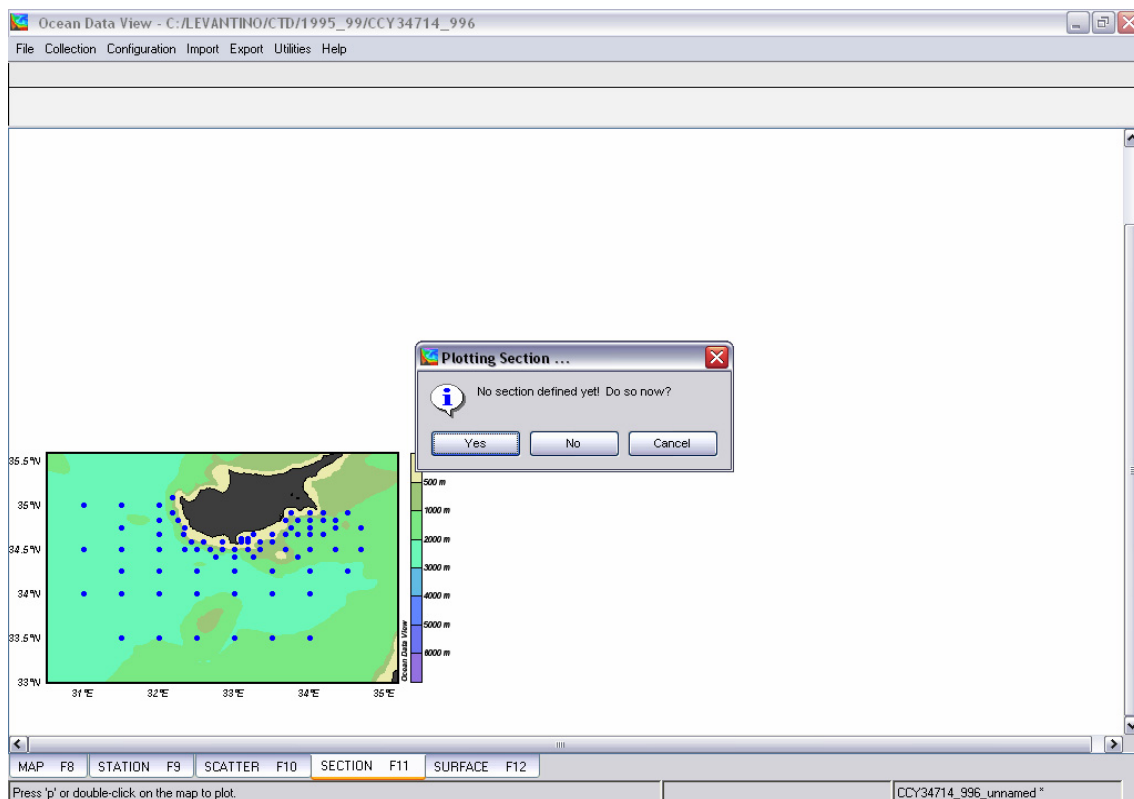 Ocean Data View - C:/LEVANTINO/CTD/1995_99/CCY34714_996
File Collection Configuration Import Export Utilities Help
Plotting Section ...
No section defined yet! Do so now?
Yes No Cancel
35.5°N
35°N
34.5°N
34°N
33.5°N
33°N
31°E 32°E 33°E 34°E 35°E
500 m
1000 m
2000 m
3000 m
4000 m
5000 m
6000 m
Ocean Data View
MAP F8 STATION F9 SCATTER F10 SECTION F11 SURFACE F12
Press 'p' or double-click on the map to plot. CCY34714_996_unnamed *